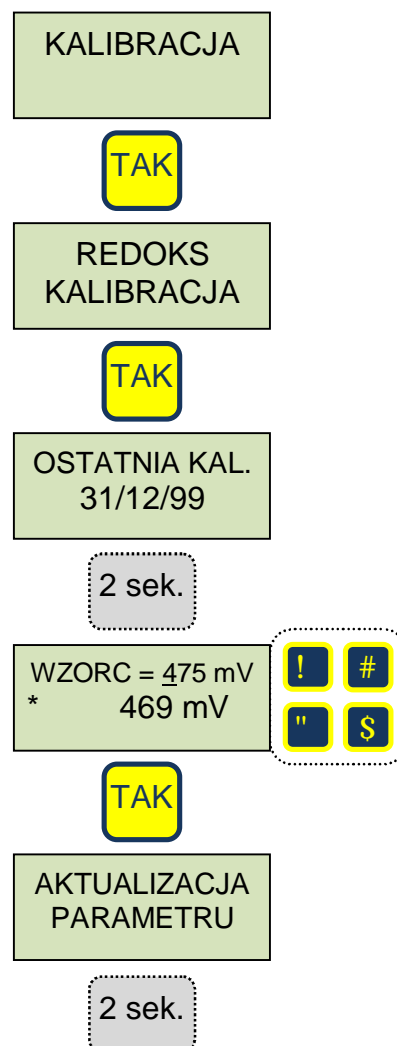 KALIBRACJA
TAK
REDOKS
KALIBRACJA
TAK
OSTATNIA KAL.
31/12/99
2 sek.
WZORC = 475 mV ! #
* 469 mV " $
TAK
AKTUALIZACJA
PARAMETRU
2 sek.